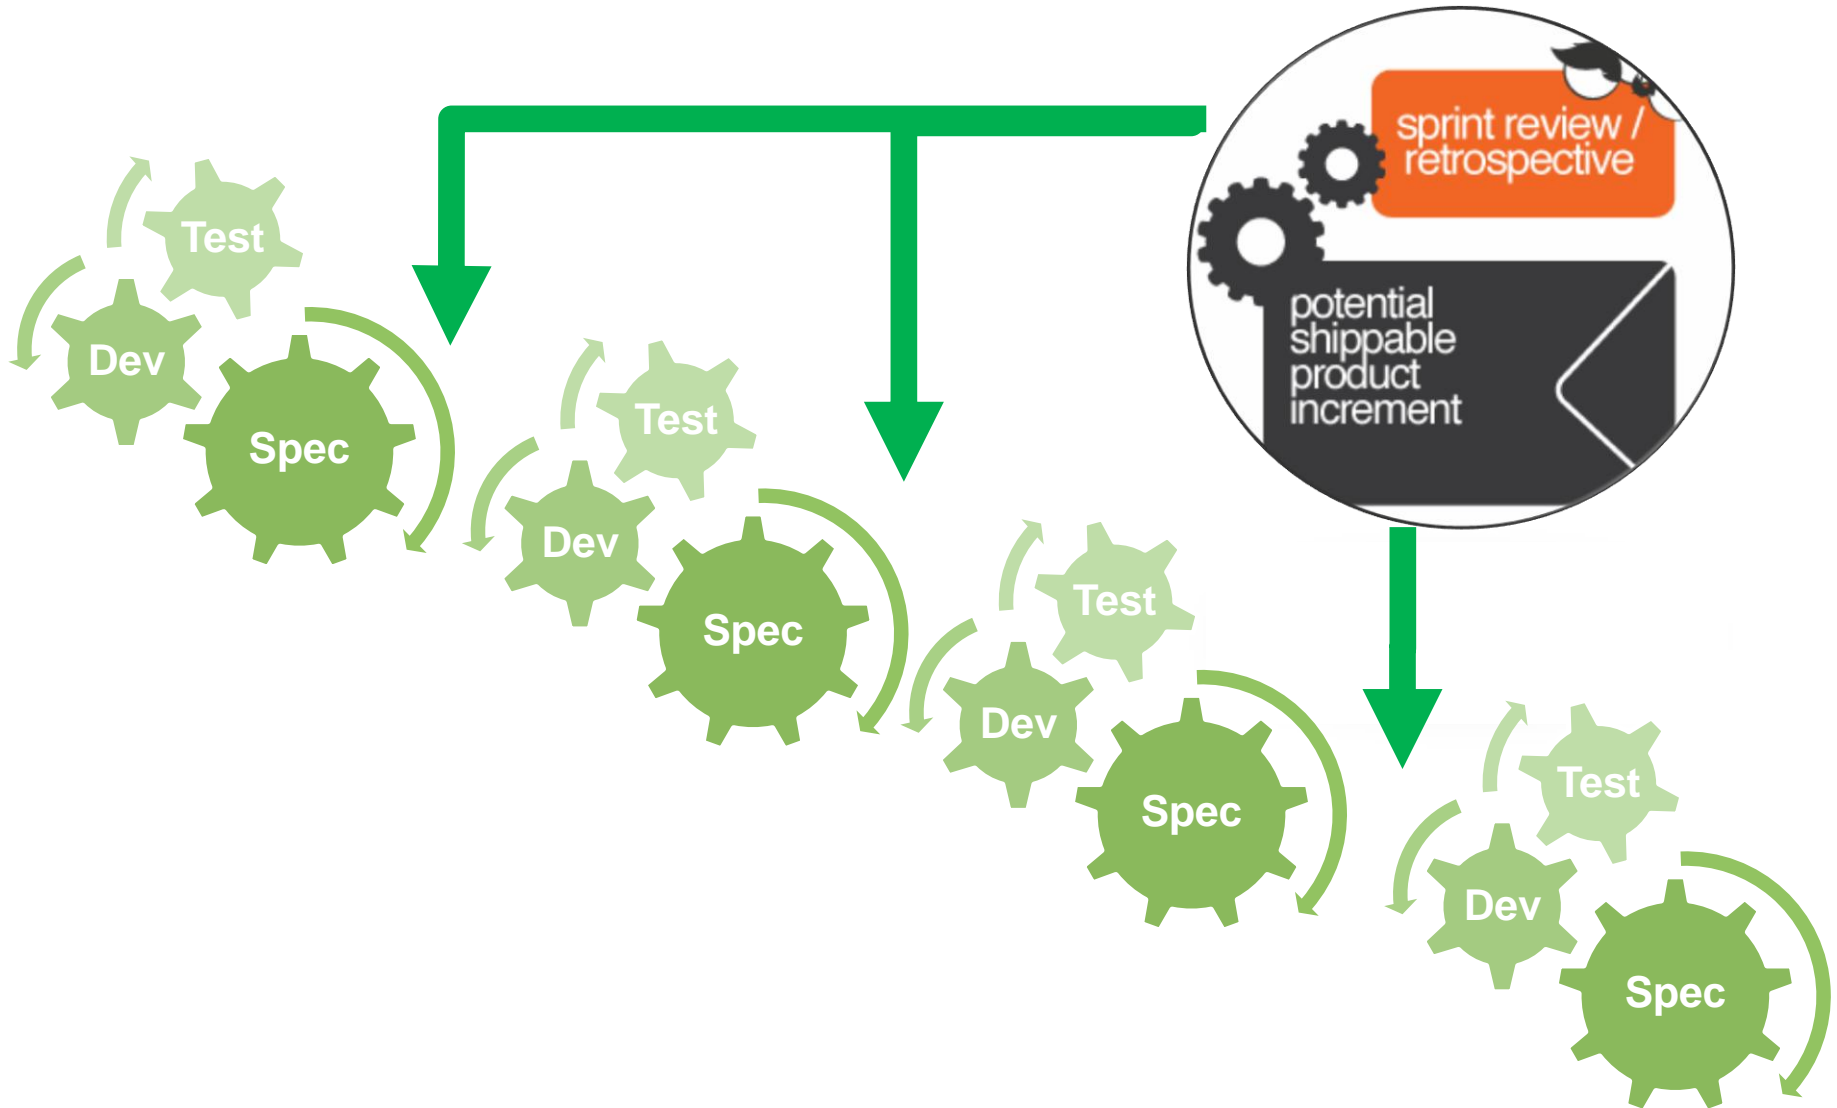 sprint review /
retrospective
potential
shippable
product
increment
Test
Dev
Spec
Test
Dev
Spec
Test
Dev
Spec
Test
Dev
Spec